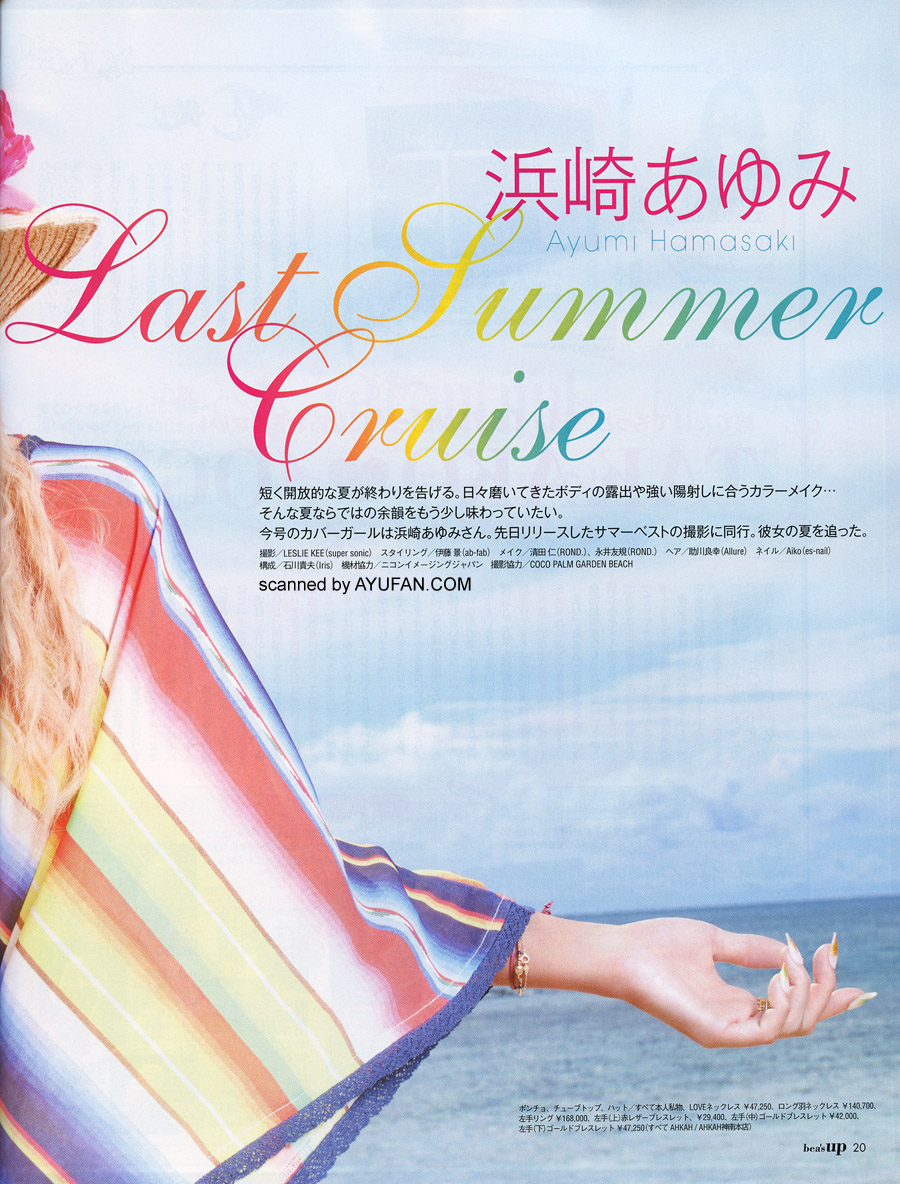 浜崎あゆみ
Ayumi Hamasaki
Last Summer
Cruise
短く開放的な夏が終わりを告げる。日々磨いてきたボディの露出や強い陽射しに合うカラーメイク…
そんな夏ならではの余韻をもう少し味わっていたい。
今号のカバーガールは浜崎あゆみさん。先日リリースしたサマーベストの撮影に同行。彼女の夏を追った。
撮影／LESLIE KEE(super sonic)　スタイリング／伊藤 景(ab-fab)　メイク／清田 仁(ROND.)、永井友規(ROND.)　ヘア／助川良幸(Allure)　ネイル／Aiko(es-nail)
構成／石川貴夫(Iris)　機材協力／ニコンイメージングジャパン　撮影協力／COCO PALM GARDEN BEACH
scanned by AYUFAN.COM
ポンチョ、チューブトップ、ハット／すべて本人私物、LOVEネックレス ¥47,250、ロング羽ネックレス ¥140,700、
左手リング ¥168,000、左手(上)赤レザーブレスレット、¥29,400、左手(中)ゴールドブレスレット ¥42,000、
左手(下)ゴールドブレスレット ¥47,250(すべて AHKAH / AHKAH神南本店)
bea's up 20